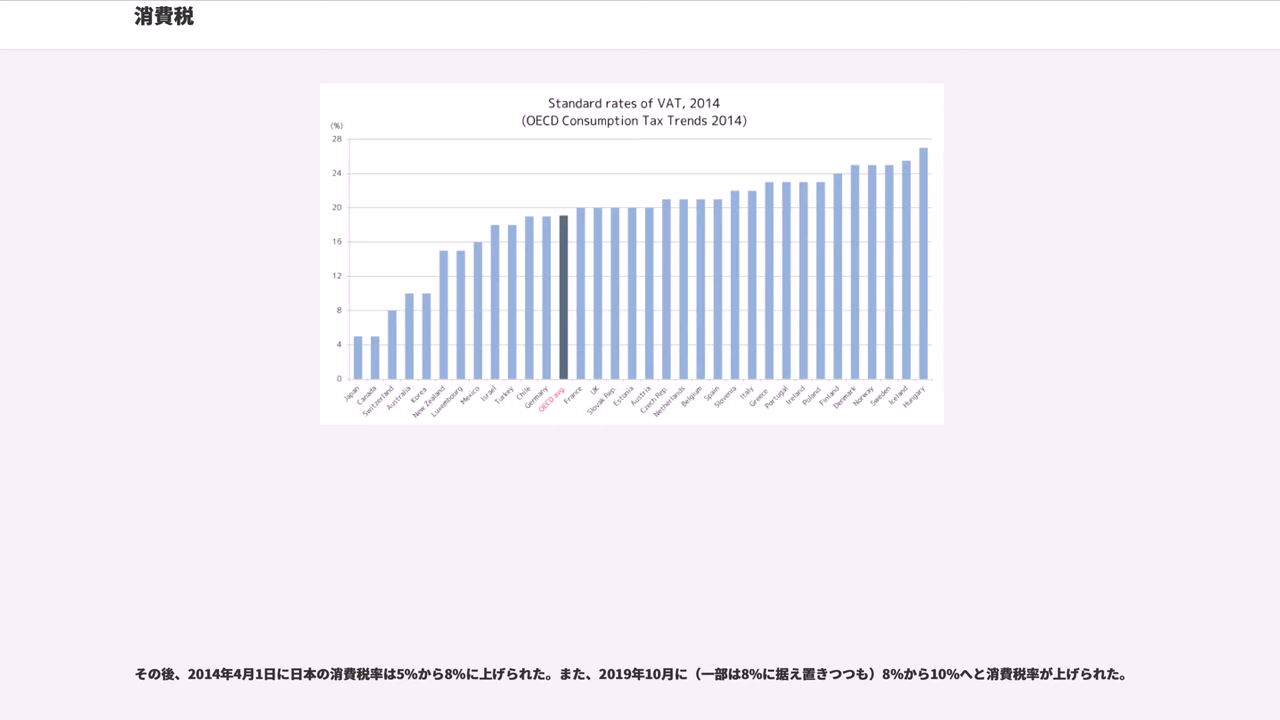 消費税
Standard rates of VAT, 2014
(OECD Consumption Tax Trends 2014)
(%)
28
24
20
16
12
8
4
0
Japan
Canada
Switzerland
Australia
Korea
New Zealand
Luxembourg
Mexico
Israel
Turkey
Chile
Germany
OECD avg.
France
UK
Slovak Rep.
Estonia
Austria
Czech Rep.
Netherlands
Belgium
Spain
Slovenia
Italy
Greece
Portugal
Ireland
Poland
Finland
Denmark
Norway
Sweden
Iceland
Hungary
その後、2014年4月1日に日本の消費税率は5%から8%に上げられた。また、2019年10月に（一部は8%に据え置きつつも）8%から10%へと消費税率が上げられた。